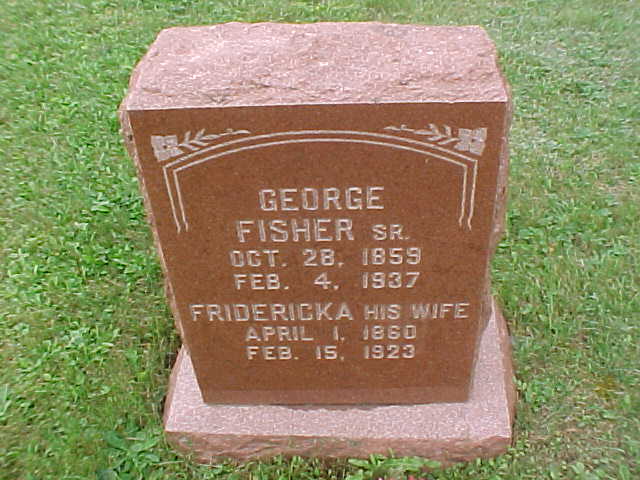 GEORGE
FISHER SR.
OCT. 28, 1859
FEB. 4, 1937
FRIDERICKA HIS WIFE
APRIL 1, 1860
FEB. 15, 1923